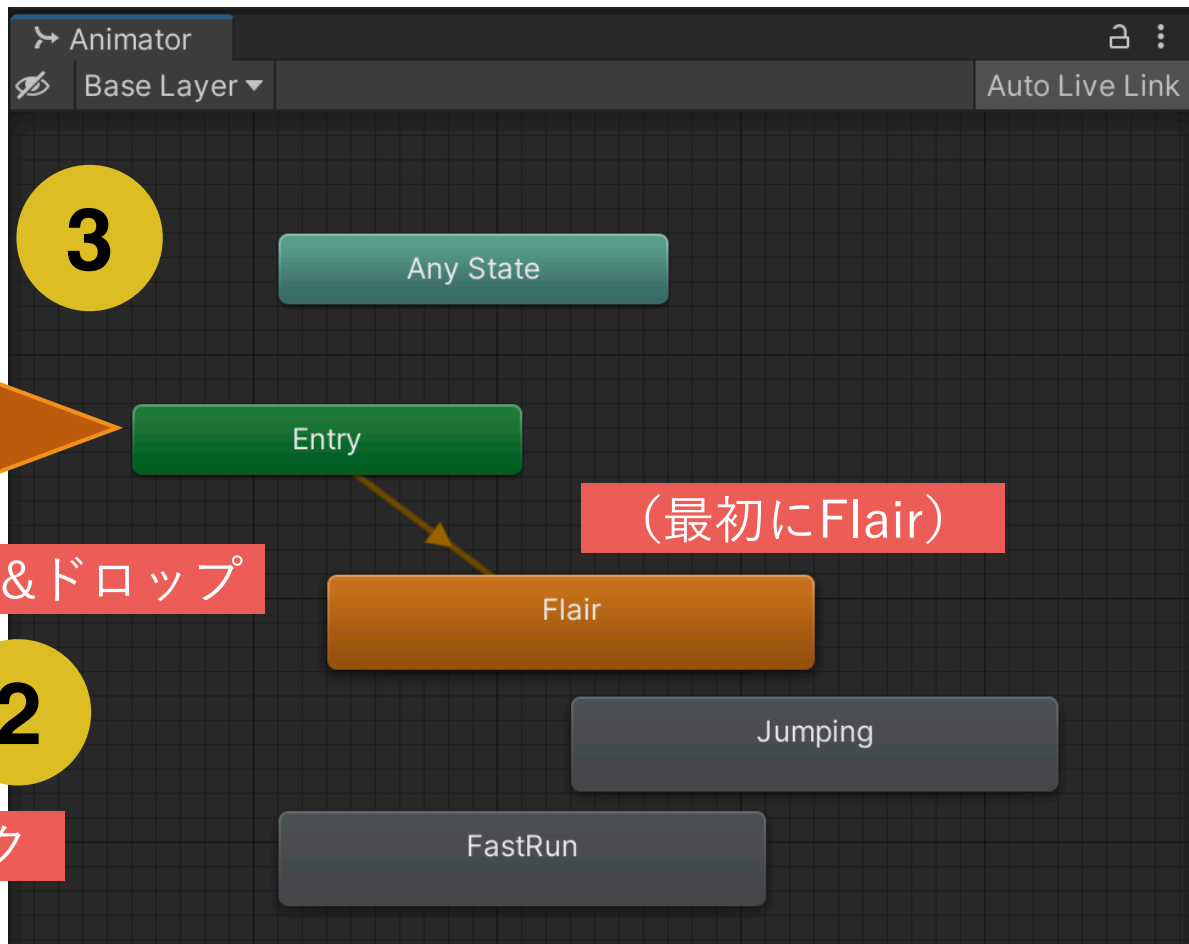 Animator
Base Layer
Auto Live Link
3
Any State
Entry
（最初にFlair）
&ドロップ
Flair
2
Jumping
ク
FastRun